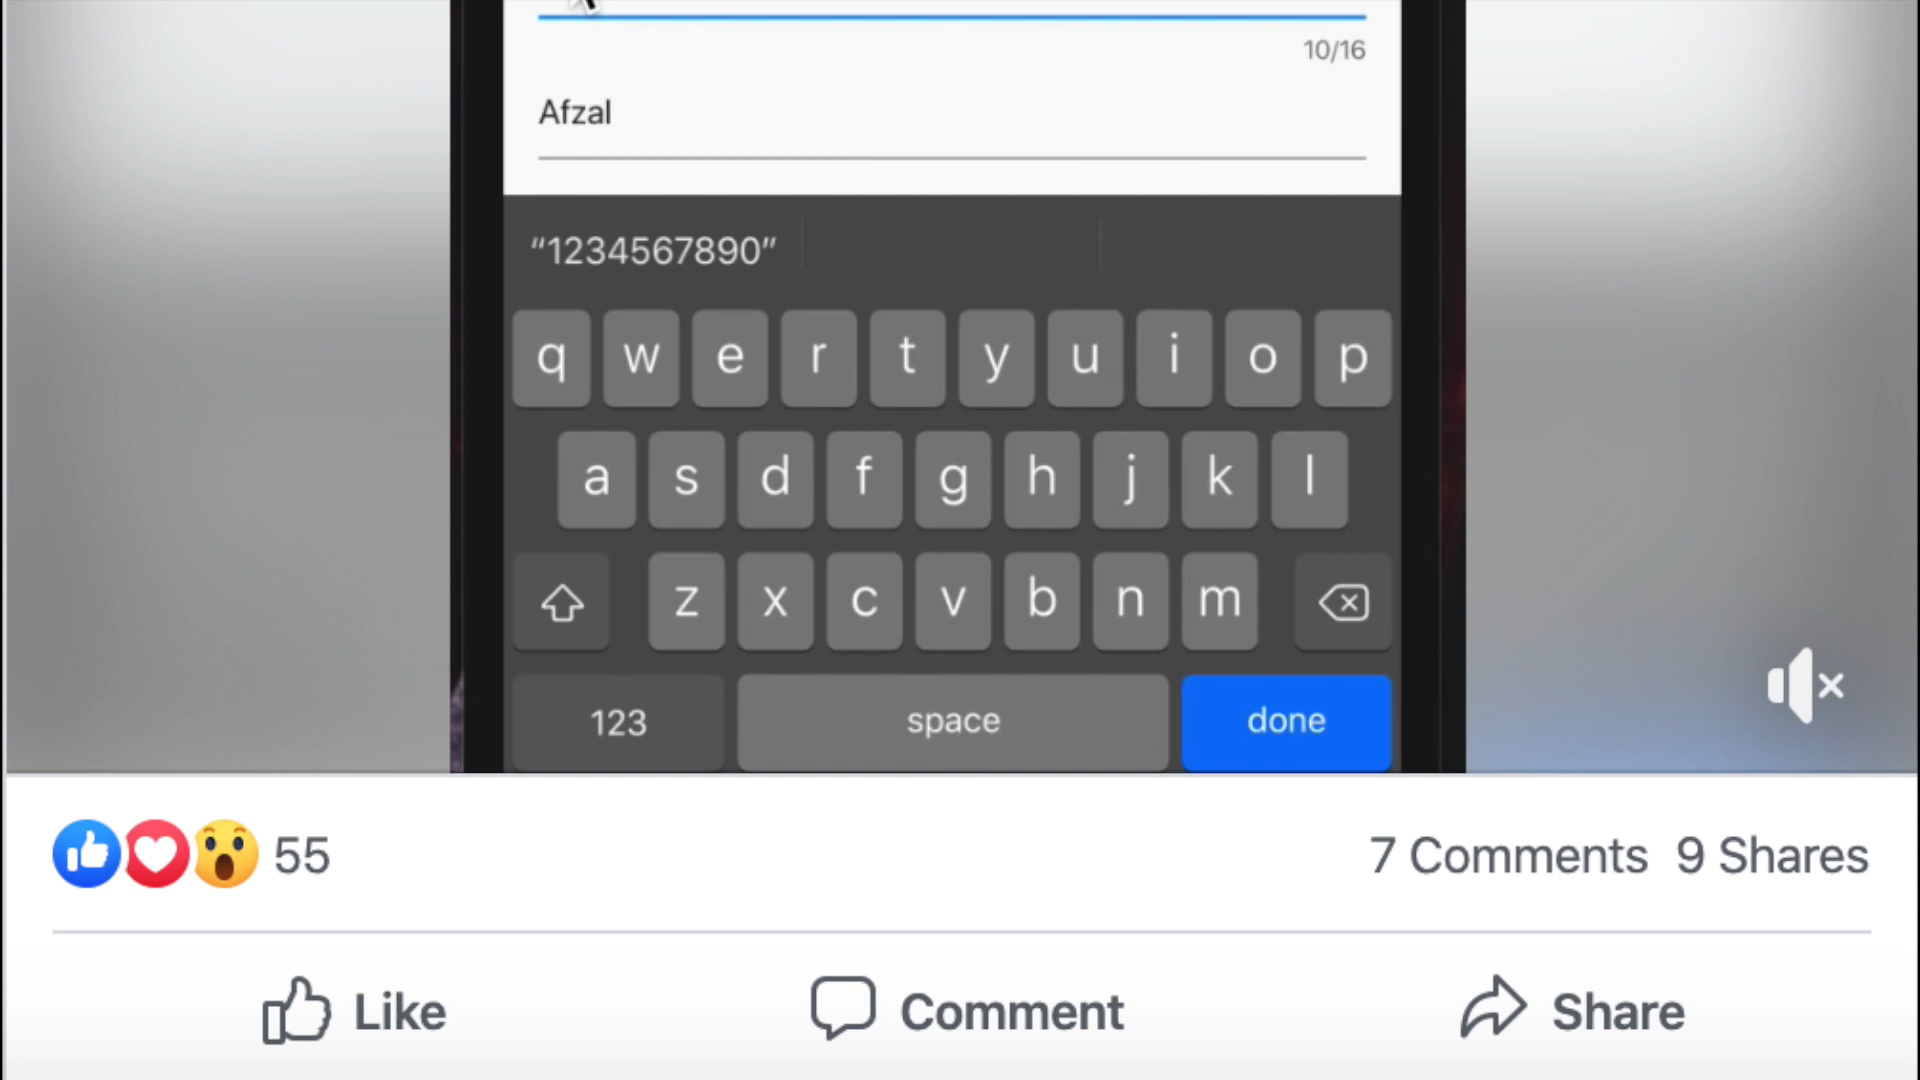 10/16
Afzal
“1234567890”
q w e r t y u i o p
a s d f g h j k l
z x c v b n m
123 space done
55 7 Comments 9 Shares
Like Comment Share